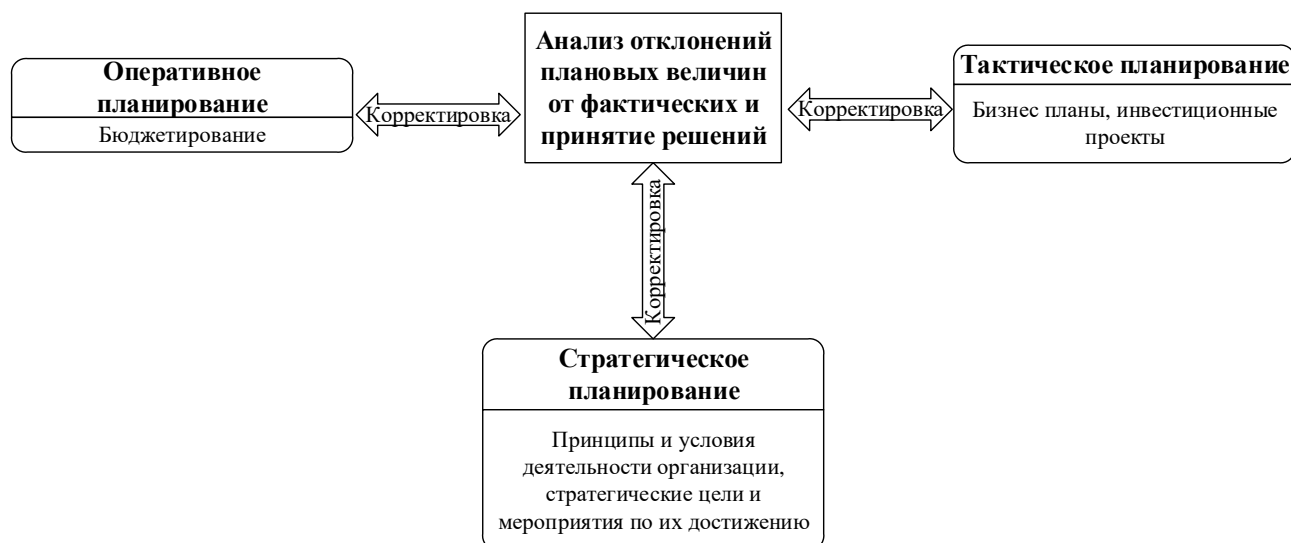 Оперативное
планирование
Бюджетирование
Корректировка
Анализ отклонений
плановых величин
от фактических и
принятие решений
Корректировка
Тактическое планирование
Бизнес планы, инвестиционные
проекты
Корректировка
Стратегическое
планирование
Принципы и условия
деятельности организации,
стратегические цели и
мероприятия по их достижению